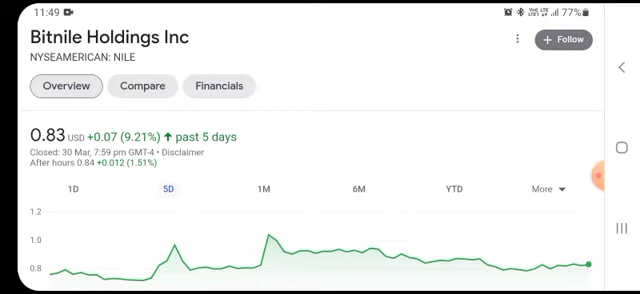 11:49
VoI) LTE1 77%
Bitnile Holdings Inc
NYSEAMERICAN: NILE
+ Follow
Overview Compare Financials
0.83 USD +0.07 (9.21%) ↑ past 5 days
Closed: 30 Mar, 7:59 pm GMT-4 • Disclaimer
After hours 0.84 +0.012 (1.51%)
1D 5D 1M 6M YTD More
1.2
1.0
0.8